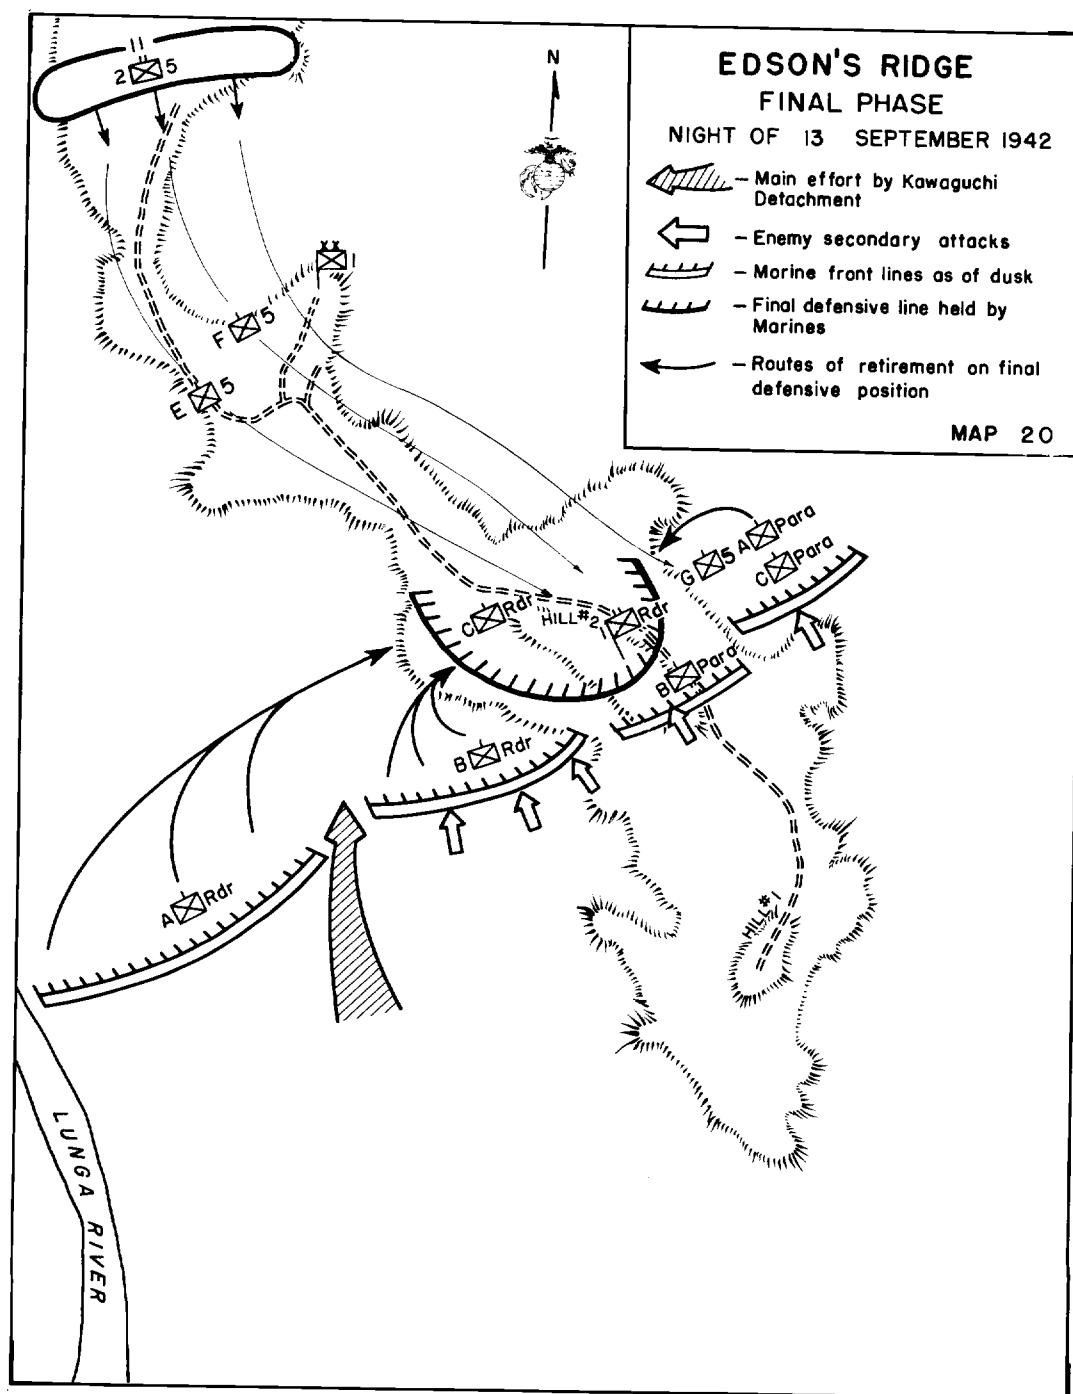 EDSON'S RIDGE
FINAL PHASE
NIGHT OF 13 SEPTEMBER 1942
– Main effort by Kawaguchi
Detachment
– Enemy secondary attacks
– Marine front lines as of dusk
– Final defensive line held by
Marines
– Routes of retirement on final
defensive position
MAP 20
N
II
2 5
XX
1
F 5
E 5
G 5
A Para
C Para
C Rdr
HILL #2
1 Rdr
B Para
B Rdr
A Rdr
HILL #1
LUNGA RIVER